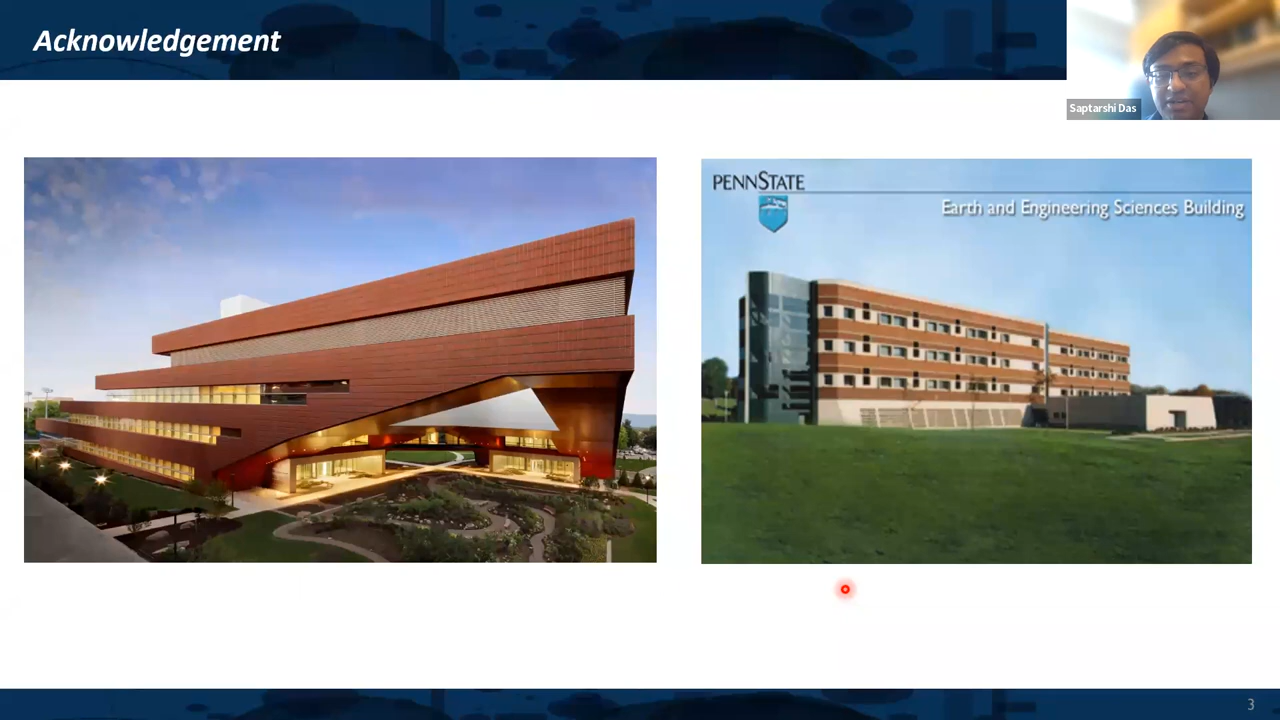 Acknowledgement
Saptarshi Das
PENNSTATE
Earth and Engineering Sciences Building
3